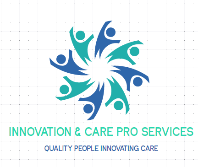 INNOVATION & CARE PRO SERVICES
QUALITY PEOPLE INNOVATING CARE